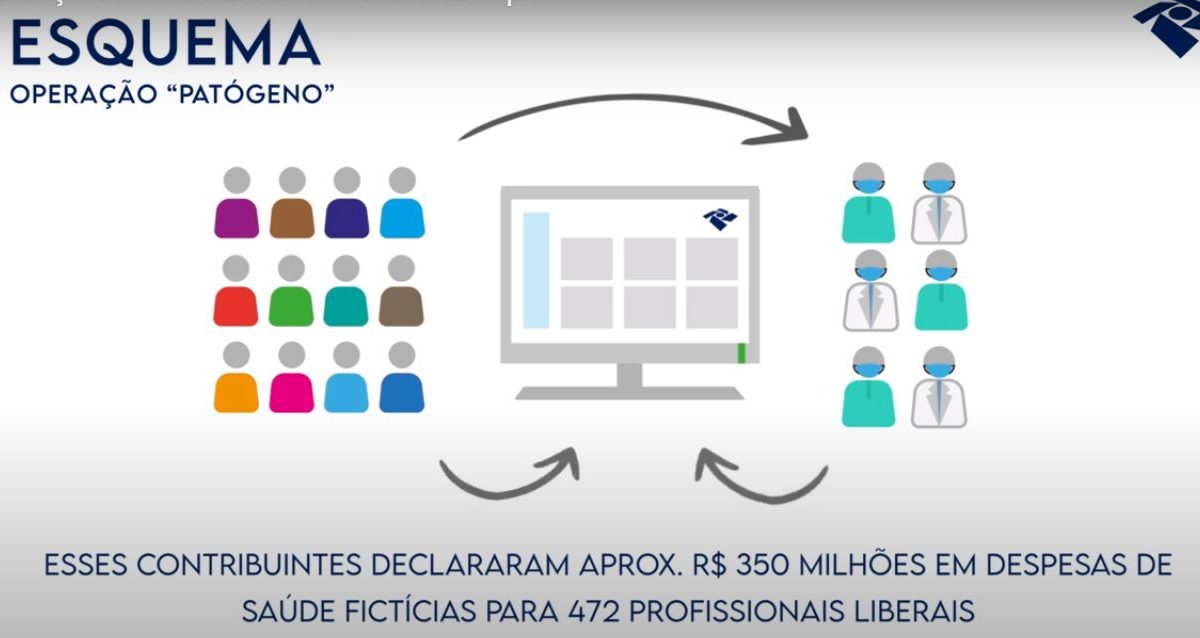 ESQUEMA
OPERAÇÃO “PATÓGENO”
ESSES CONTRIBUINTES DECLARARAM APROX. R$ 350 MILHÕES EM DESPESAS DE
SAÚDE FICTÍCIAS PARA 472 PROFISSIONAIS LIBERAIS